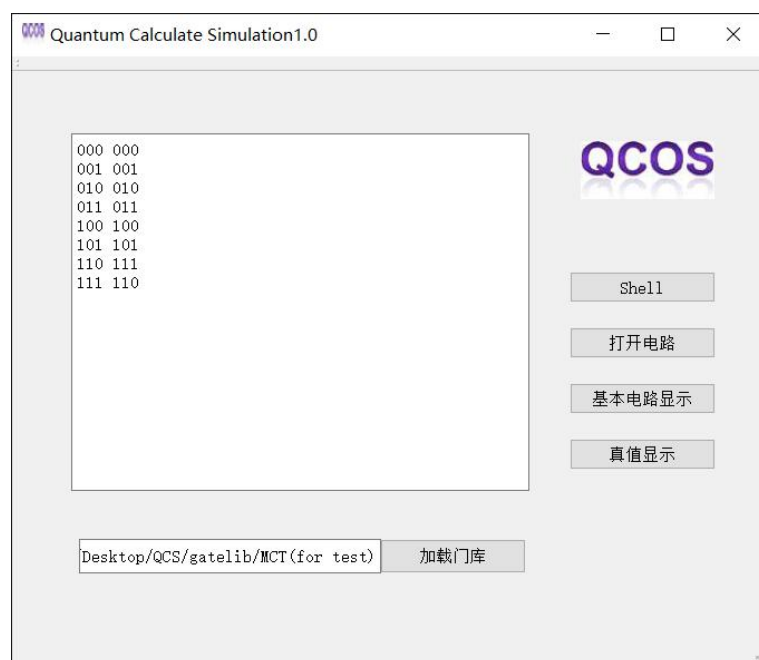 QCOS Quantum Calculate Simulation1.0
000 000
001 001
010 010
011 011
100 100
101 101
110 111
111 110
QCOS
Shell
打开电路
基本电路显示
真值显示
Desktop/QCS/gatelib/MCT(for test)
加载门库